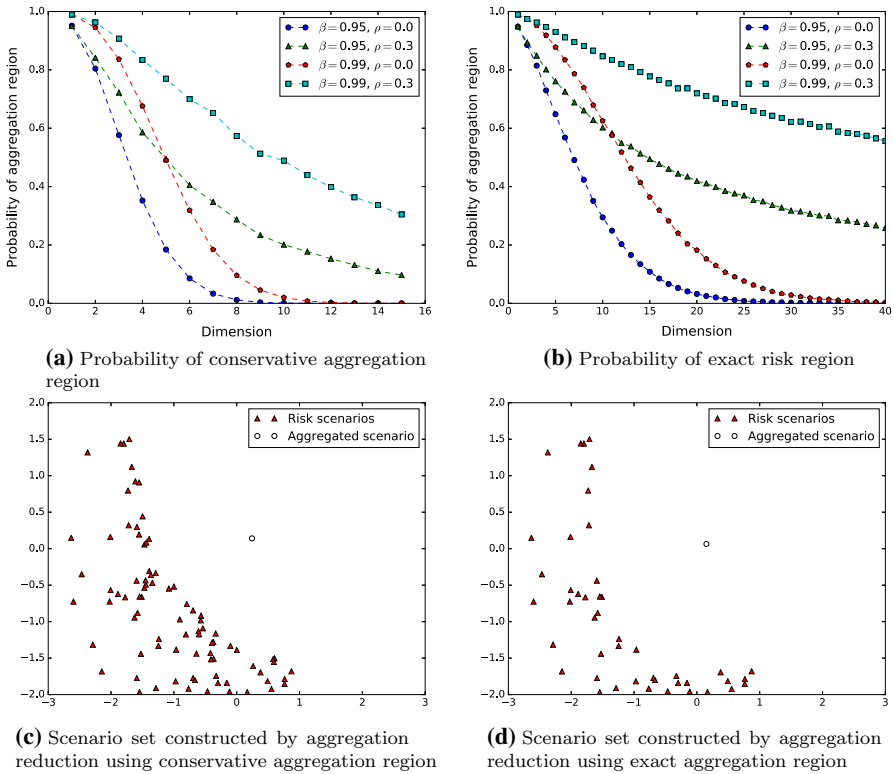 1.0
0.8
0.6
0.4
0.2
0.0
Probability of aggregation region
β = 0.95, ρ = 0.0
β = 0.95, ρ = 0.3
β = 0.99, ρ = 0.0
β = 0.99, ρ = 0.3
0 2 4 6 8 10 12 14 16
Dimension
(a) Probability of conservative aggregation
region
1.0
0.8
0.6
0.4
0.2
0.0
Probability of aggregation region
β = 0.95, ρ = 0.0
β = 0.95, ρ = 0.3
β = 0.99, ρ = 0.0
β = 0.99, ρ = 0.3
0 5 10 15 20 25 30 35 40
Dimension
(b) Probability of exact risk region
2.0
1.5
1.0
0.5
0.0
−0.5
−1.0
−1.5
−2.0
Risk scenarios
Aggregated scenario
−3 −2 −1 0 1 2 3
(c) Scenario set constructed by aggregation
reduction using conservative aggregation region
2.0
1.5
1.0
0.5
0.0
−0.5
−1.0
−1.5
−2.0
Risk scenarios
Aggregated scenario
−3 −2 −1 0 1 2 3
(d) Scenario set constructed by aggregation
reduction using exact aggregation region